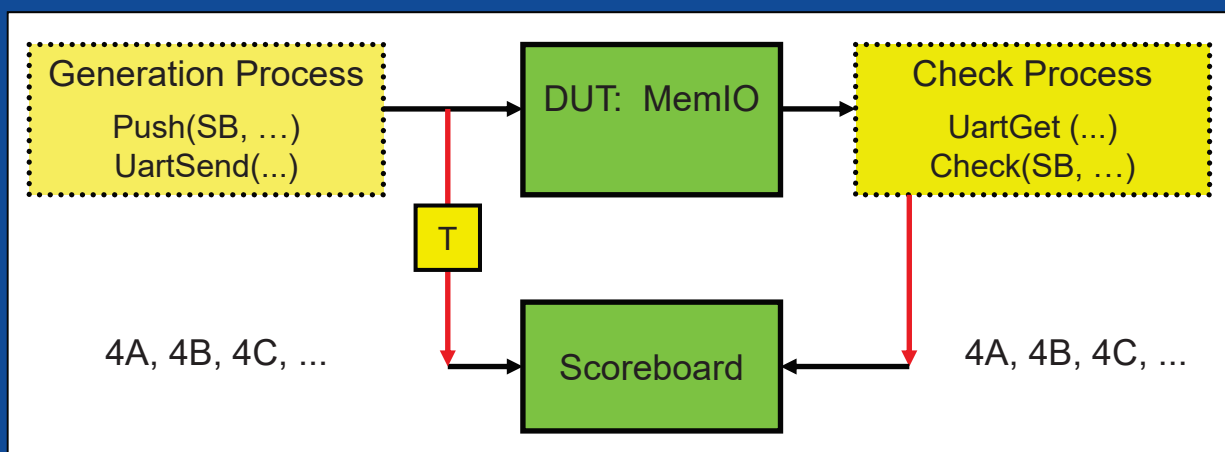 Generation Process
Push(SB, …)
UartSend(...)
DUT:  MemIO
Check Process
UartGet (...)
Check(SB, …)
T
4A, 4B, 4C, ...
Scoreboard
4A, 4B, 4C, ...